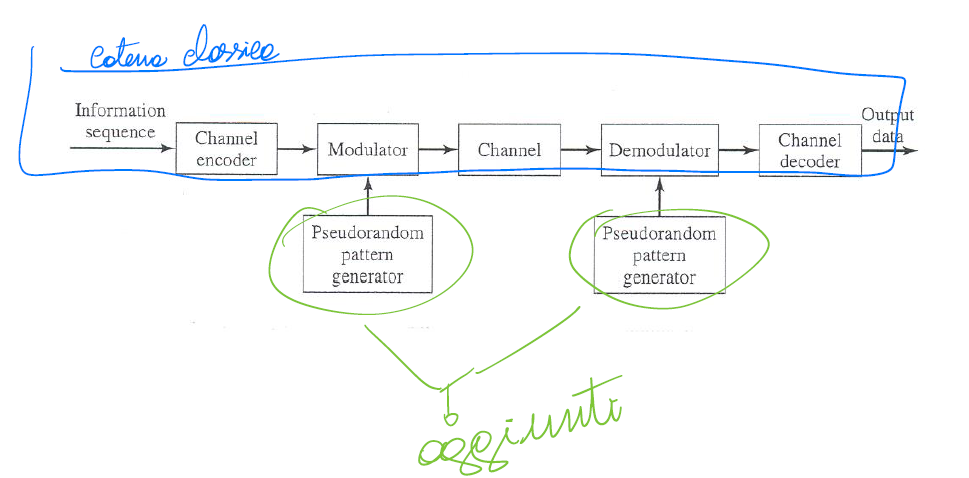 catena classica
Information
sequence
Channel
encoder
Modulator
Channel
Demodulator
Channel
decoder
Output
data
Pseudorandom
pattern
generator
Pseudorandom
pattern
generator
aggiunti